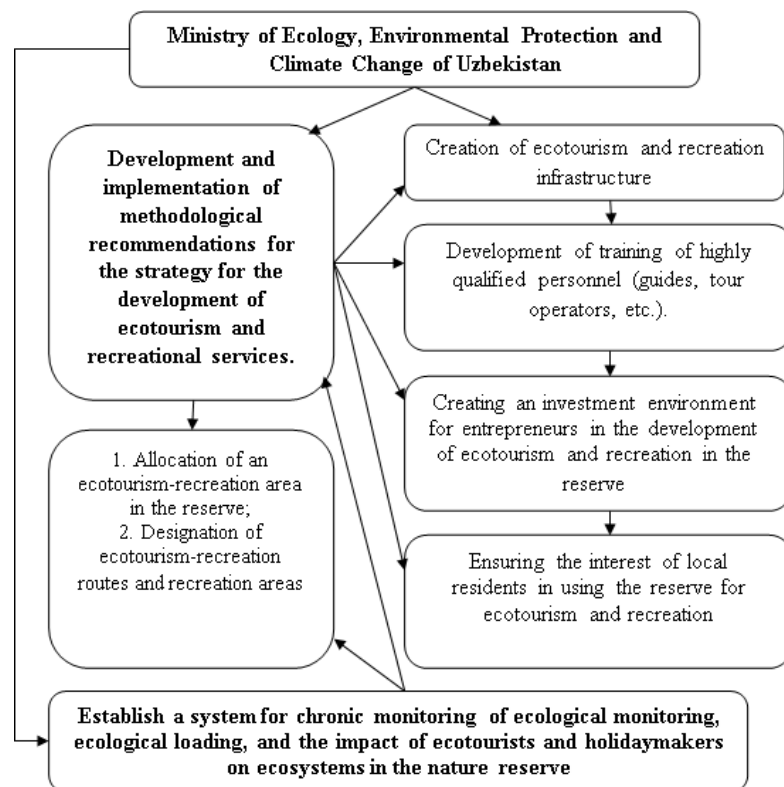 Ministry of Ecology, Environmental Protection and
Climate Change of Uzbekistan
Development and
implementation of
methodological
recommendations for
the strategy for the
development of
ecotourism and
recreational services.
Creation of ecotourism and recreation
infrastructure
Development of training of highly
qualified personnel (guides, tour
operators, etc.).
Creating an investment environment
for entrepreneurs in the development
of ecotourism and recreation in the
reserve
1. Allocation of an
ecotourism-recreation area
in the reserve;
2. Designation of
ecotourism-recreation
routes and recreation areas
Ensuring the interest of local
residents in using the reserve for
ecotourism and recreation
Establish a system for chronic monitoring of ecological monitoring,
ecological loading, and the impact of ecotourists and holidaymakers
on ecosystems in the nature reserve